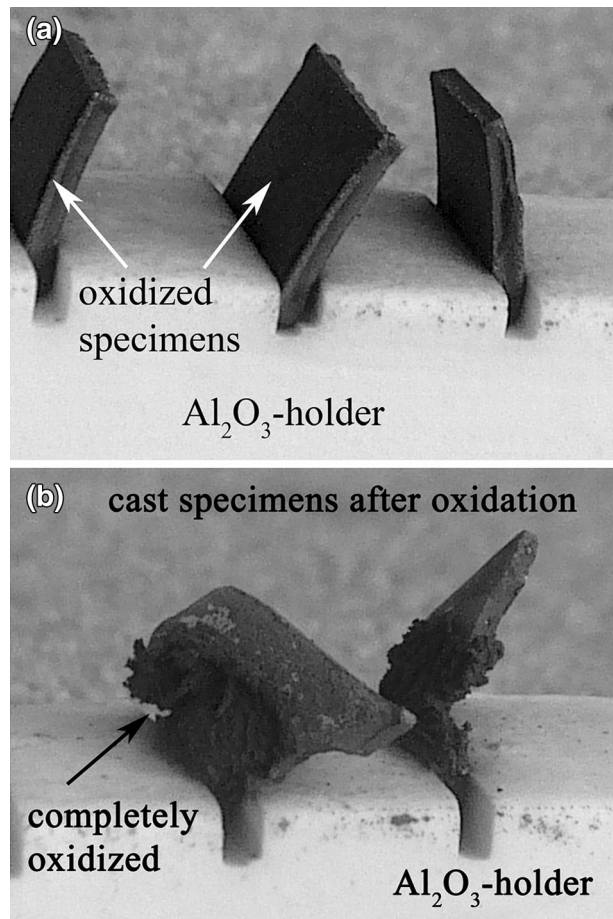 (a)
oxidized
specimens
Al₂O₃-holder
(b)
cast specimens after oxidation
completely
oxidized
Al₂O₃-holder